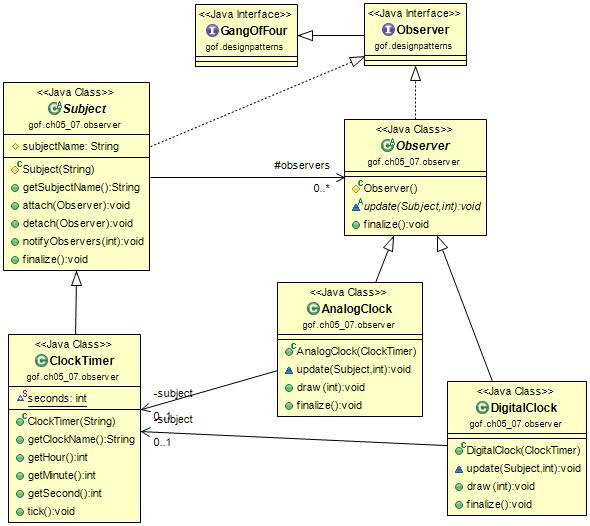 <<Java Interface>>
GangOfFour
gof.designpatterns
<<Java Interface>>
Observer
gof.designpatterns
<<Java Class>>
Subject
gof.ch05_07.observer
subjectName: String
Subject(String)
getSubjectName():String
attach(Observer):void
detach(Observer):void
notifyObservers(int):void
finalize():void
#observers
0..*
<<Java Class>>
Observer
gof.ch05_07.observer
Observer()
update(Subject,int):void
finalize():void
<<Java Class>>
AnalogClock
gof.ch05_07.observer
AnalogClock(ClockTimer)
update(Subject,int):void
draw(int):void
finalize():void
<<Java Class>>
ClockTimer
gof.ch05_07.observer
seconds: int
ClockTimer(String)
getClockName():String
getHour():int
getMinute():int
getSecond():int
tick():void
-subject
0..1
-subject
0..1
<<Java Class>>
DigitalClock
gof.ch05_07.observer
DigitalClock(ClockTimer)
update(Subject,int):void
draw(int):void
finalize():void